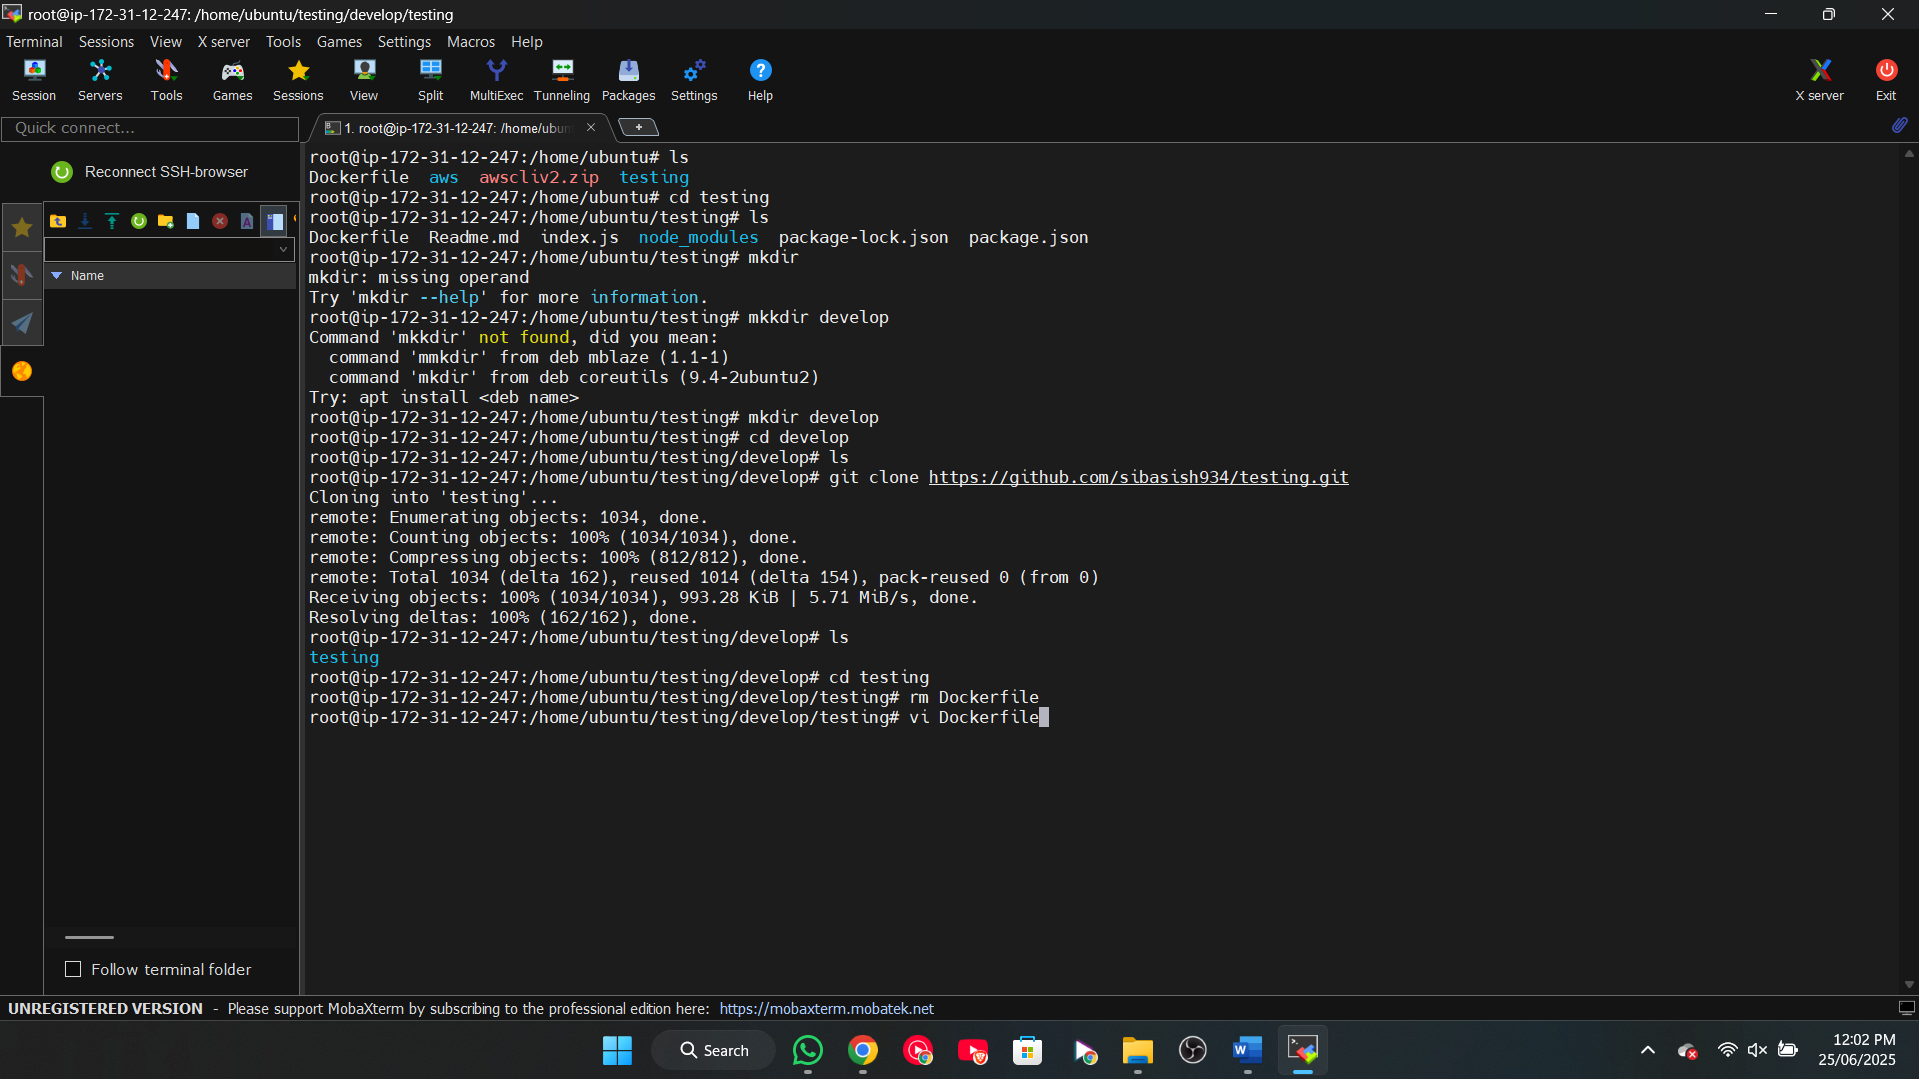 root@ip-172-31-12-247: /home/ubuntu/testing/develop/testing
Terminal Sessions View X server Tools Games Settings Macros Help
Session Servers Tools Games Sessions View Split MultiExec Tunneling Packages Settings Help X server Exit
Quick connect...
1. root@ip-172-31-12-247: /home/ubun
Reconnect SSH-browser
Name
root@ip-172-31-12-247:/home/ubuntu# ls
Dockerfile aws awscliv2.zip testing
root@ip-172-31-12-247:/home/ubuntu# cd testing
root@ip-172-31-12-247:/home/ubuntu/testing# ls
Dockerfile Readme.md index.js node_modules package-lock.json package.json
root@ip-172-31-12-247:/home/ubuntu/testing# mkdir
mkdir: missing operand
Try 'mkdir --help' for more information.
root@ip-172-31-12-247:/home/ubuntu/testing# mkkdir develop
Command 'mkkdir' not found, did you mean:
command 'mmkdir' from deb mblaze (1.1-1)
command 'mkdir' from deb coreutils (9.4-2ubuntu2)
Try: apt install <deb name>
root@ip-172-31-12-247:/home/ubuntu/testing# mkdir develop
root@ip-172-31-12-247:/home/ubuntu/testing# cd develop
root@ip-172-31-12-247:/home/ubuntu/testing/develop# ls
root@ip-172-31-12-247:/home/ubuntu/testing/develop# git clone https://github.com/sibasish934/testing.git
Cloning into 'testing'...
remote: Enumerating objects: 1034, done.
remote: Counting objects: 100% (1034/1034), done.
remote: Compressing objects: 100% (812/812), done.
remote: Total 1034 (delta 162), reused 1014 (delta 154), pack-reused 0 (from 0)
Receiving objects: 100% (1034/1034), 993.28 KiB | 5.71 MiB/s, done.
Resolving deltas: 100% (162/162), done.
root@ip-172-31-12-247:/home/ubuntu/testing/develop# ls
testing
root@ip-172-31-12-247:/home/ubuntu/testing/develop# cd testing
root@ip-172-31-12-247:/home/ubuntu/testing/develop/testing# rm Dockerfile
root@ip-172-31-12-247:/home/ubuntu/testing/develop/testing# vi Dockerfile
Follow terminal folder
UNREGISTERED VERSION - Please support MobaXterm by subscribing to the professional edition here: https://mobaxterm.mobatek.net
Search
12:02 PM
25/06/2025